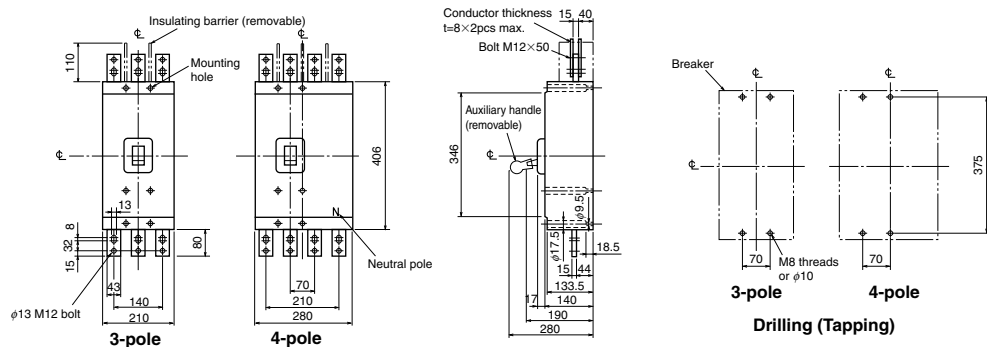 Insulating barrier (removable)
℄
℄
Mounting
hole
110
13
8
32
15
43
140
210
φ13 M12 bolt
3-pole
℄
406
N
Neutral pole
80
70
210
280
4-pole
Conductor thickness
t=8×2pcs max.
15
40
Bolt M12×50
Auxiliary handle
(removable)
℄
346
φ9.5
φ17.5
18.5
15
44
133.5
17
140
190
280
Breaker
℄
℄
℄
375
70
70
M8 threads
or φ10
3-pole
4-pole
Drilling (Tapping)